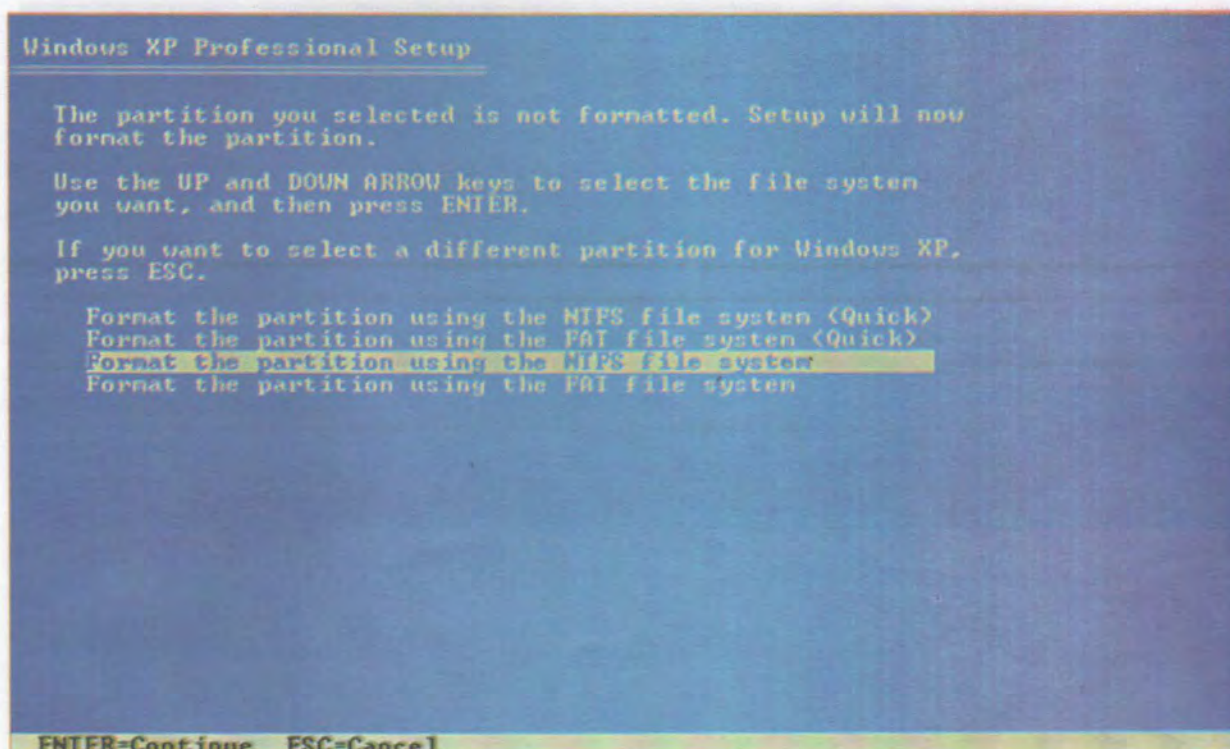 Windows XP Professional Setup
The partition you selected is not formatted. Setup will now
format the partition.
Use the UP and DOWN ARROW keys to select the file system
you want, and then press ENTER.
If you want to select a different partition for Windows XP,
press ESC.
Format the partition using the NTFS file system <Quick>
Format the partition using the FAT file system <Quick>
Format the partition using the NTFS file system
Format the partition using the FAT file system
ENTER=Continue ESC=Cancel